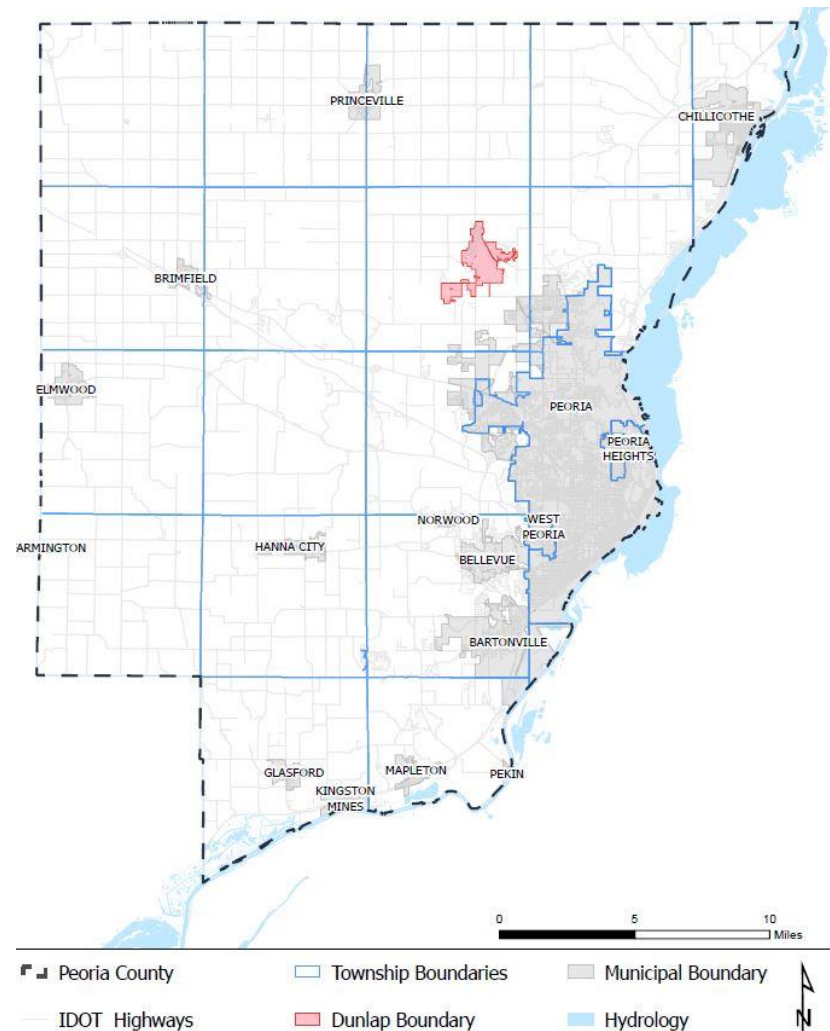 PRINCEVILLE
CHILLICOTHE
BRIMFIELD
ELMWOOD
PEORIA
PEORIA
HEIGHTS
NORWOOD
WEST
PEORIA
ARMINGTON
HANNA CITY
BELLEVUE
BARTONVILLE
GLASFORD
MAPLETON
PEKIN
KINGSTON
MINES
0 5 10
Miles
Peoria County
Township Boundaries
Municipal Boundary
IDOT Highways
Dunlap Boundary
Hydrology
N